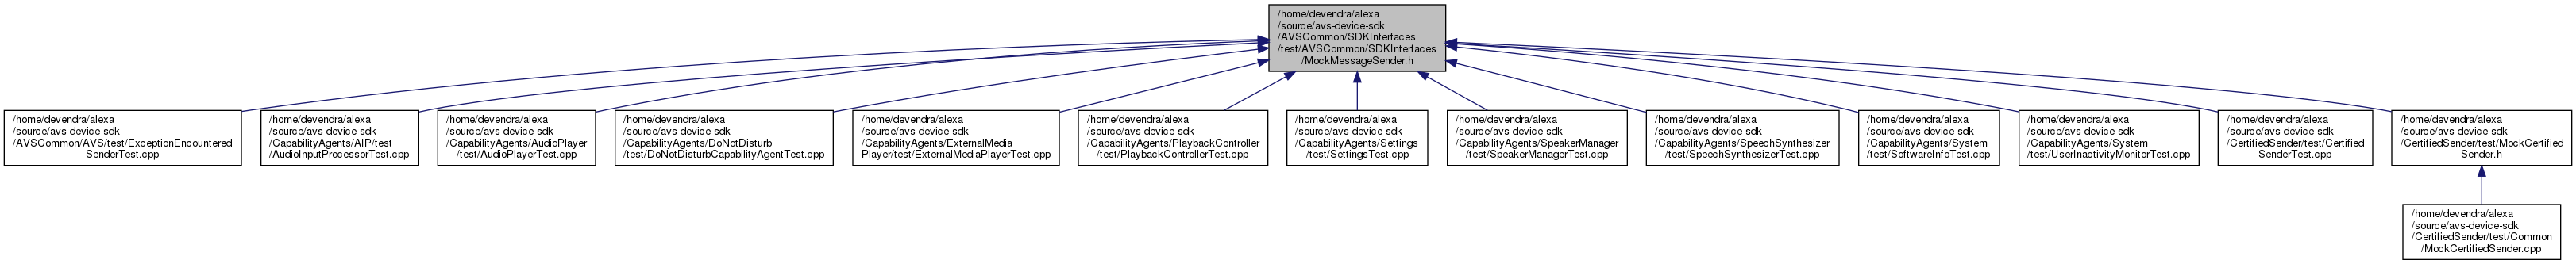 /home/devendra/alexa
/source/avs-device-sdk
/AVSCommon/SDKInterfaces
/test/AVSCommon/SDKInterfaces
/MockMessageSender.h
/home/devendra/alexa
/source/avs-device-sdk
/AVSCommon/AVS/test/ExceptionEncountered
SenderTest.cpp
/home/devendra/alexa
/source/avs-device-sdk
/CapabilityAgents/AIP/test
/AudioInputProcessorTest.cpp
/home/devendra/alexa
/source/avs-device-sdk
/CapabilityAgents/AudioPlayer
/test/AudioPlayerTest.cpp
/home/devendra/alexa
/source/avs-device-sdk
/CapabilityAgents/DoNotDisturb
/test/DoNotDisturbCapabilityAgentTest.cpp
/home/devendra/alexa
/source/avs-device-sdk
/CapabilityAgents/ExternalMedia
Player/test/ExternalMediaPlayerTest.cpp
/home/devendra/alexa
/source/avs-device-sdk
/CapabilityAgents/PlaybackController
/test/PlaybackControllerTest.cpp
/home/devendra/alexa
/source/avs-device-sdk
/CapabilityAgents/Settings
/test/SettingsTest.cpp
/home/devendra/alexa
/source/avs-device-sdk
/CapabilityAgents/SpeakerManager
/test/SpeakerManagerTest.cpp
/home/devendra/alexa
/source/avs-device-sdk
/CapabilityAgents/SpeechSynthesizer
/test/SpeechSynthesizerTest.cpp
/home/devendra/alexa
/source/avs-device-sdk
/CapabilityAgents/System
/test/SoftwareInfoTest.cpp
/home/devendra/alexa
/source/avs-device-sdk
/CapabilityAgents/System
/test/UserInactivityMonitorTest.cpp
/home/devendra/alexa
/source/avs-device-sdk
/CertifiedSender/test/Certified
SenderTest.cpp
/home/devendra/alexa
/source/avs-device-sdk
/CertifiedSender/test/MockCertified
Sender.h
/home/devendra/alexa
/source/avs-device-sdk
/CertifiedSender/test/Common
/MockCertifiedSender.cpp